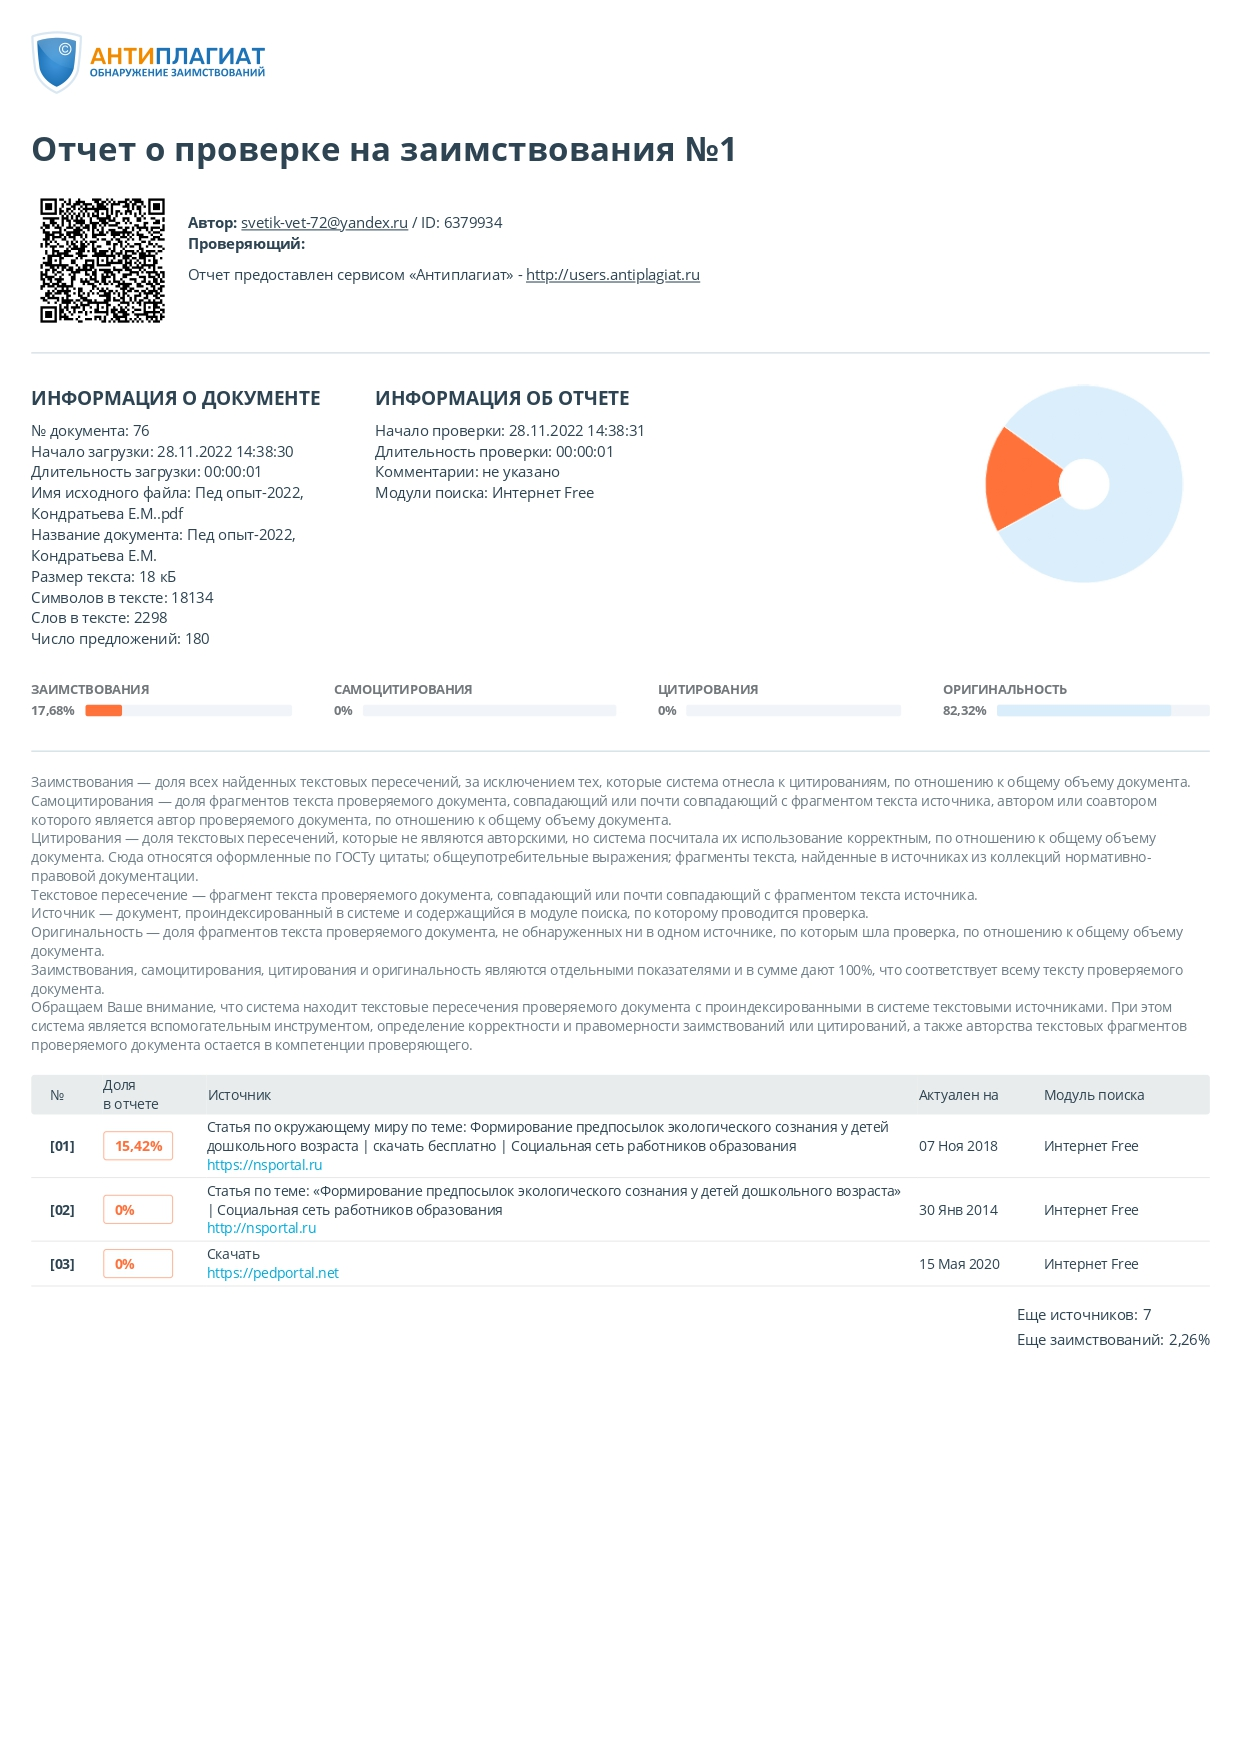 ©
АНТИПЛАГИАТ
ОБНАРУЖЕНИЕ ЗАИМСТВОВАНИЙ
Отчет о проверке на заимствования №1
Автор: svetik-vet-72@yandex.ru / ID: 6379934
Проверяющий:
Отчет предоставлен сервисом «Антиплагиат» - http://users.antiplagiat.ru
ИНФОРМАЦИЯ О ДОКУМЕНТЕ
№ документа: 76
Начало загрузки: 28.11.2022 14:38:30
Длительность загрузки: 00:00:01
Имя исходного файла: Пед опыт-2022,
Кондратьева Е.М..pdf
Название документа: Пед опыт-2022,
Кондратьева Е.М.
Размер текста: 18 кБ
Cимволов в тексте: 18134
Слов в тексте: 2298
Число предложений: 180
ИНФОРМАЦИЯ ОБ ОТЧЕТЕ
Начало проверки: 28.11.2022 14:38:31
Длительность проверки: 00:00:01
Комментарии: не указано
Модули поиска: Интернет Free
ЗАИМСТВОВАНИЯ
17,68%
САМОЦИТИРОВАНИЯ
0%
ЦИТИРОВАНИЯ
0%
ОРИГИНАЛЬНОСТЬ
82,32%
Заимствования — доля всех найденных текстовых пересечений, за исключением тех, которые система отнесла к цитированиям, по отношению к общему объему документа.
Самоцитирования — доля фрагментов текста проверяемого документа, совпадающий или почти совпадающий с фрагментом текста источника, автором или соавтором
которого является автор проверяемого документа, по отношению к общему объему документа.
Цитирования — доля текстовых пересечений, которые не являются авторскими, но система посчитала их использование корректным, по отношению к общему объему
документа. Сюда относятся оформленные по ГОСТу цитаты; общеупотребительные выражения; фрагменты текста, найденные в источниках из коллекций нормативно-
правовой документации.
Текстовое пересечение — фрагмент текста проверяемого документа, совпадающий или почти совпадающий с фрагментом текста источника.
Источник — документ, проиндексированный в системе и содержащийся в модуле поиска, по которому проводится проверка.
Оригинальность — доля фрагментов текста проверяемого документа, не обнаруженных ни в одном источнике, по которым шла проверка, по отношению к общему объему
документа.
Заимствования, самоцитирования, цитирования и оригинальность являются отдельными показателями и в сумме дают 100%, что соответствует всему тексту проверяемого
документа.
Обращаем Ваше внимание, что система находит текстовые пересечения проверяемого документа с проиндексированными в системе текстовыми источниками. При этом
система является вспомогательным инструментом, определение корректности и правомерности заимствований или цитирований, а также авторства текстовых фрагментов
проверяемого документа остается в компетенции проверяющего.
№ Доля в отчете Источник Актуален на Модуль поиска
[01] 15,42% Статья по окружающему миру по теме: Формирование предпосылок экологического сознания у детей
дошкольного возраста | скачать бесплатно | Социальная сеть работников образования 07 Ноя 2018 Интернет Free
https://nsportal.ru
Статья по теме: «Формирование предпосылок экологического сознания у детей дошкольного возраста»
[02] 0% | Социальная сеть работников образования 30 Янв 2014 Интернет Free
http://nsportal.ru
[03] 0% Скачать 15 Мая 2020 Интернет Free
https://pedportal.net
Еще источников: 7
Еще заимствований: 2,26%